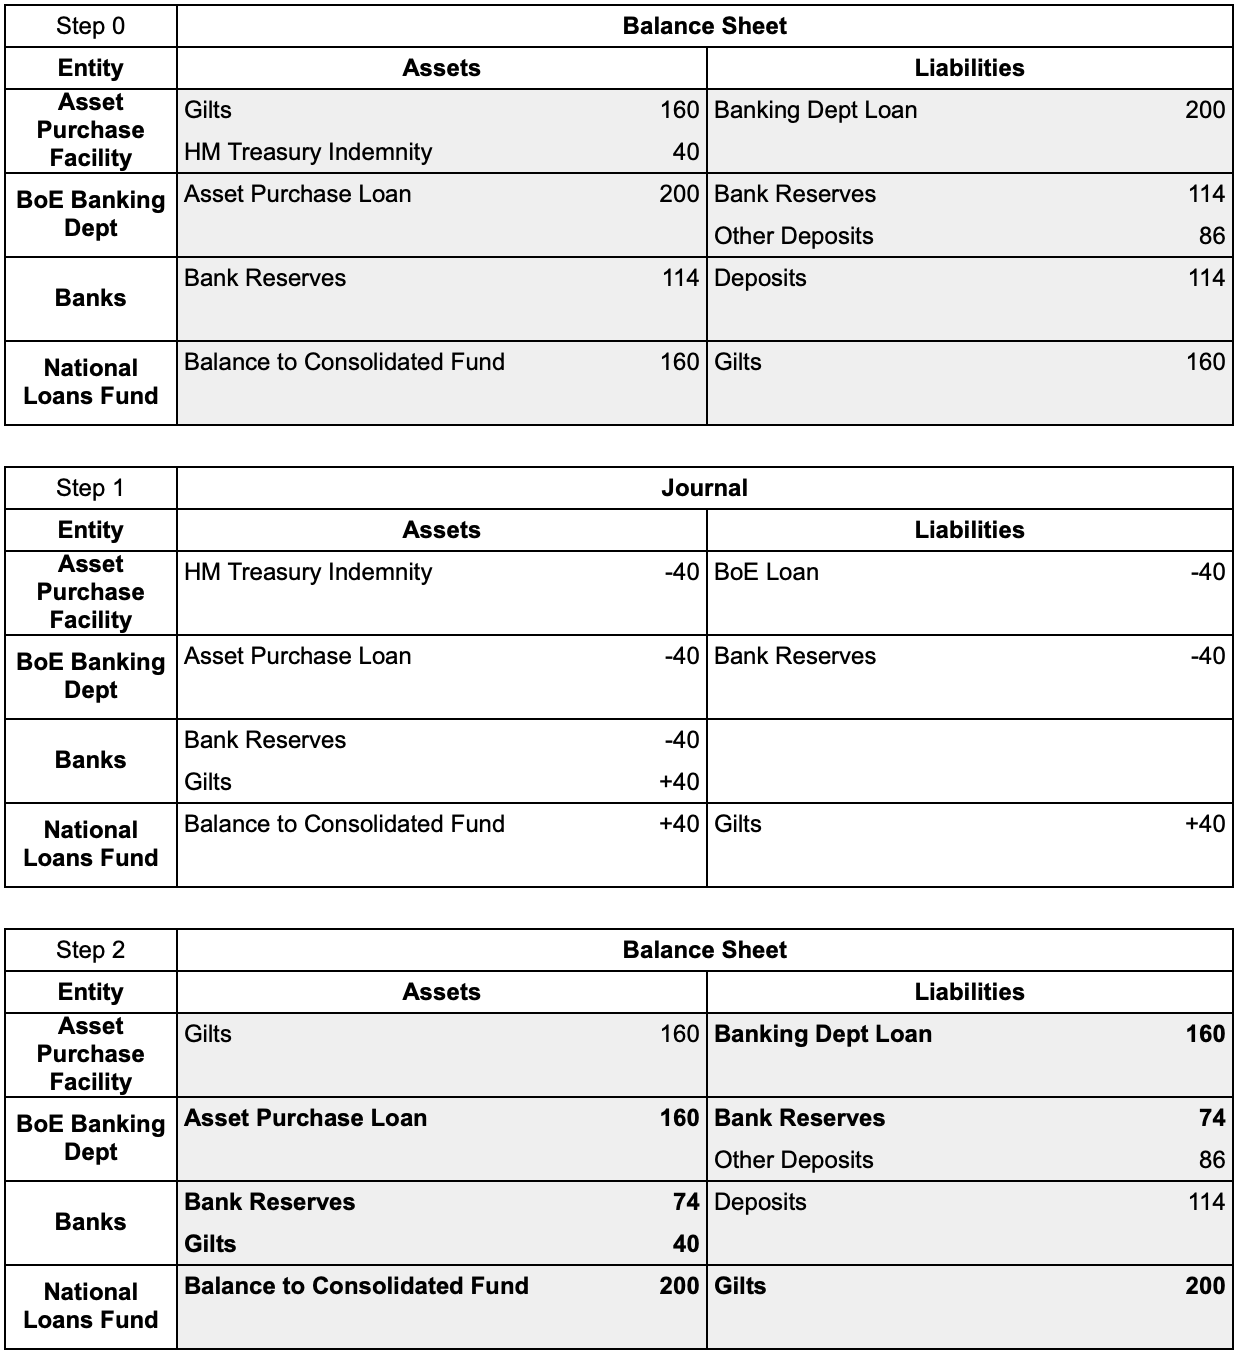 Step 0 Balance Sheet
Entity Assets Liabilities
Asset Purchase Facility Gilts 160 Banking Dept Loan 200
HM Treasury Indemnity 40
BoE Banking Dept Asset Purchase Loan 200 Bank Reserves 114
Other Deposits 86
Banks Bank Reserves 114 Deposits 114
National Loans Fund Balance to Consolidated Fund 160 Gilts 160
Step 1 Journal
Entity Assets Liabilities
Asset Purchase Facility HM Treasury Indemnity -40 BoE Loan -40
BoE Banking Dept Asset Purchase Loan -40 Bank Reserves -40
Banks Bank Reserves -40
Gilts +40
National Loans Fund Balance to Consolidated Fund +40 Gilts +40
Step 2 Balance Sheet
Entity Assets Liabilities
Asset Purchase Facility Gilts 160 Banking Dept Loan 160
BoE Banking Dept Asset Purchase Loan 160 Bank Reserves 74
Other Deposits 86
Banks Bank Reserves 74 Deposits 114
Gilts 40
National Loans Fund Balance to Consolidated Fund 200 Gilts 200